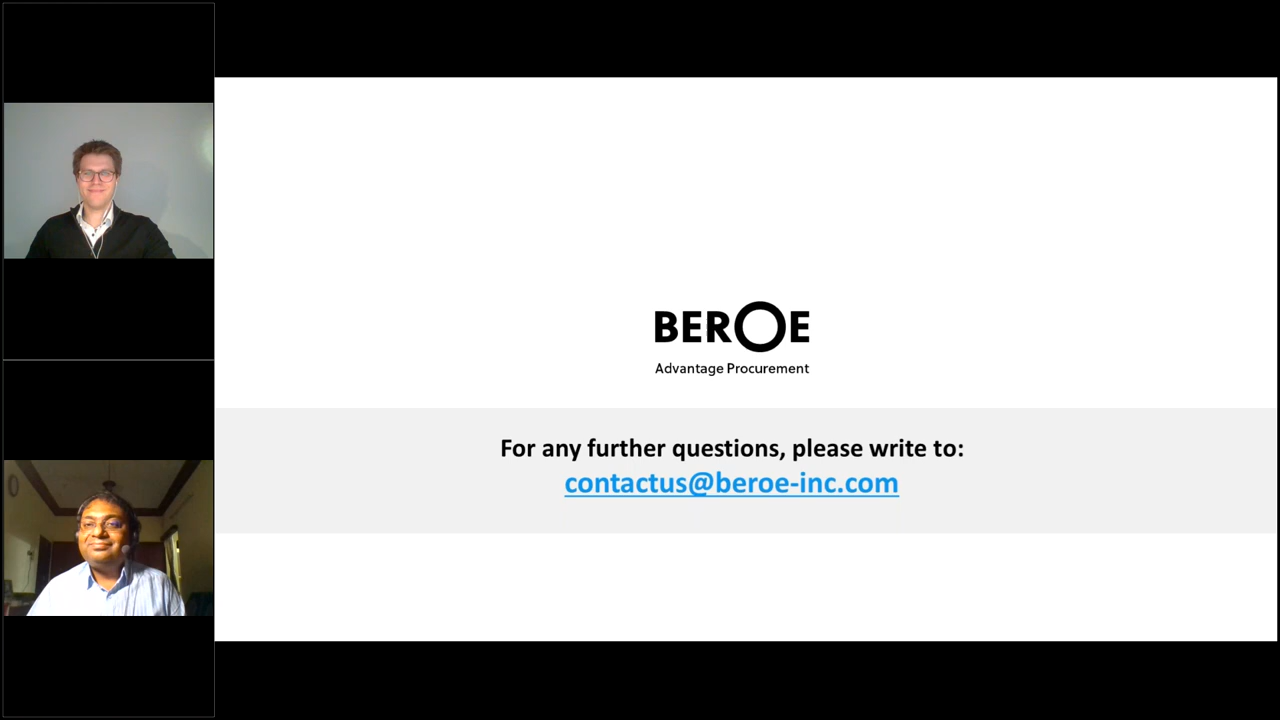 BEROE
Advantage Procurement
For any further questions, please write to:
contactus@beroe-inc.com